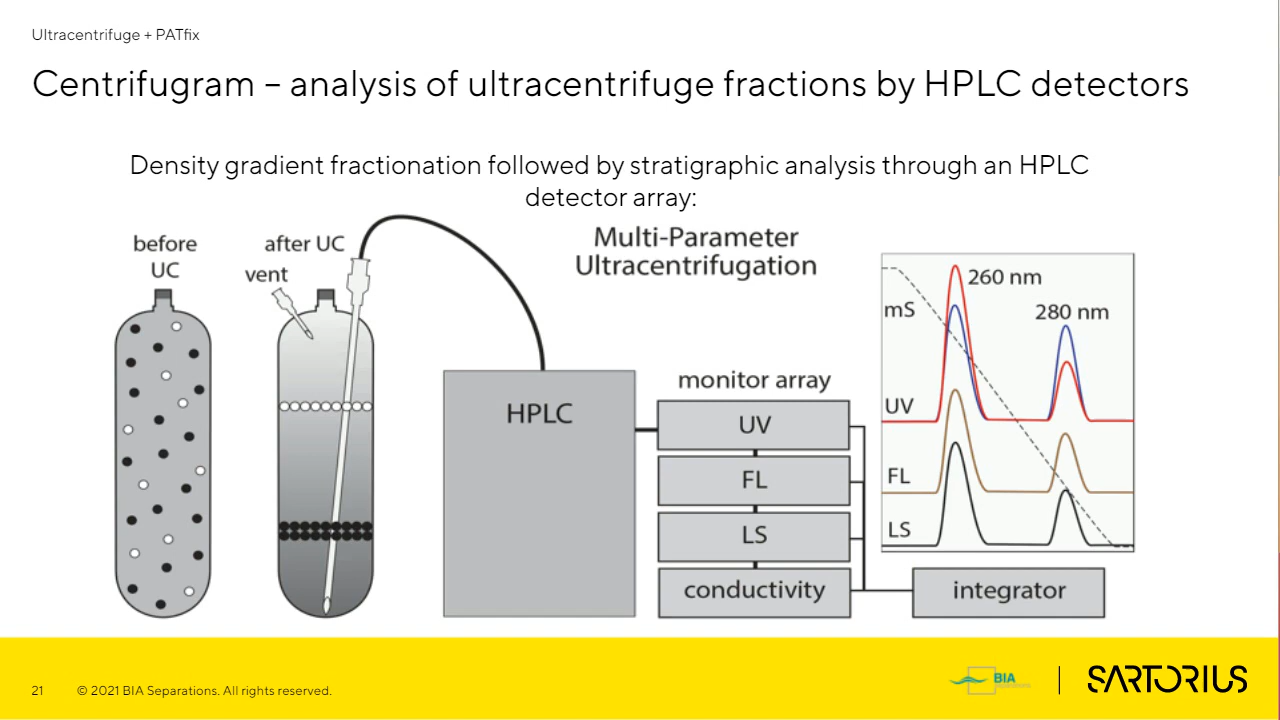 Ultracentrifuge + PATfix
Centrifugram – analysis of ultracentrifuge fractions by HPLC detectors
Density gradient fractionation followed by stratigraphic analysis through an HPLC
detector array:
before
UC
after UC
vent
Multi-Parameter
Ultracentrifugation
HPLC
monitor array
UV
FL
LS
conductivity
integrator
260 nm
280 nm
mS
UV
FL
LS
21
© 2021 BIA Separations. All rights reserved.
BIA
SARTORIUS